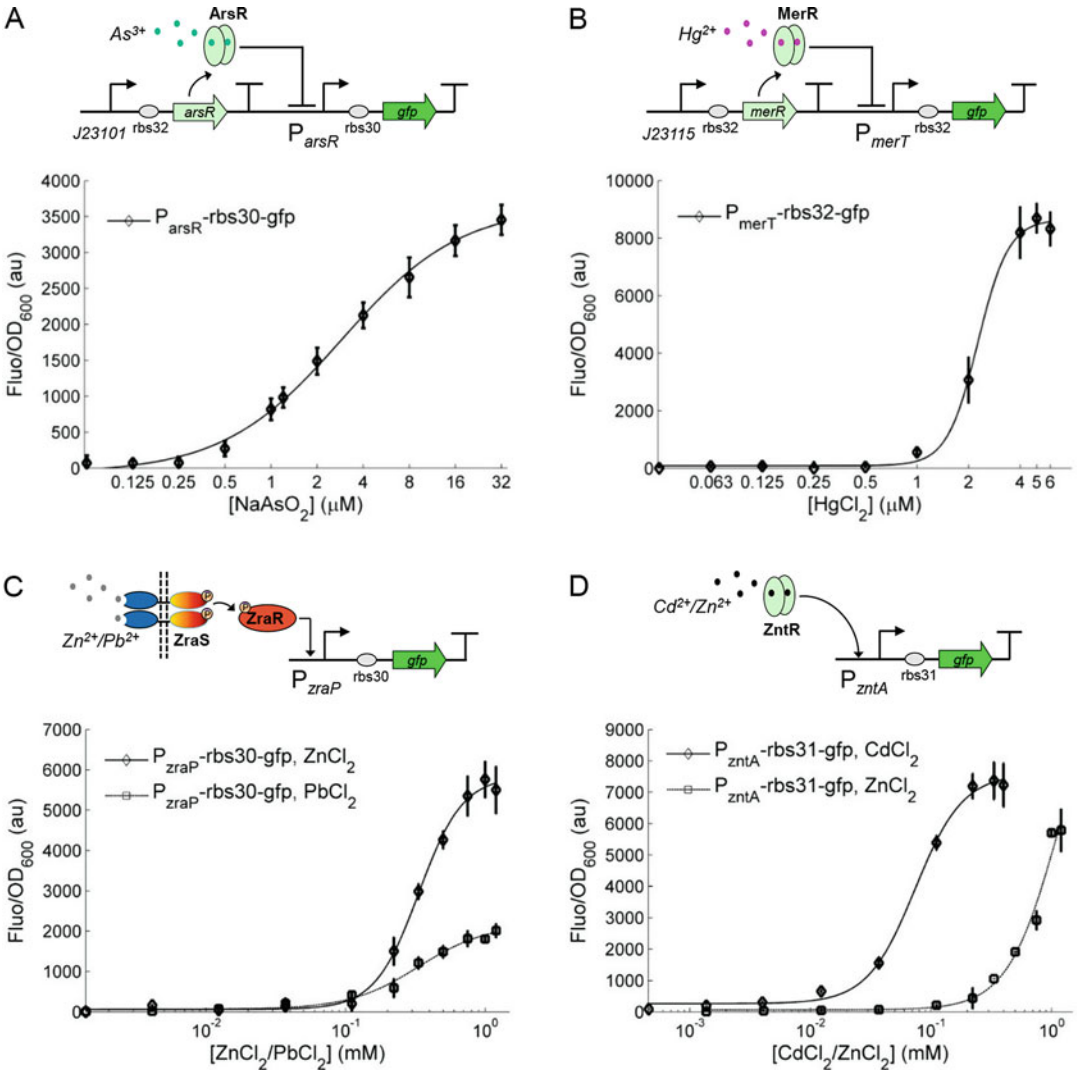 A
As3+
ArsR
arsR
gfp
J23101
rbs32
ParsR
rbs30
ParsR-rbs30-gfp
Fluo/OD600 (au)
4000
3500
3000
2500
2000
1500
1000
500
0
0.125 0.25 0.5 1 2 4 8 16 32
[NaAsO2] (μM)
B
Hg2+
MerR
merR
gfp
J23115
rbs32
PmerT
rbs32
PmerT-rbs32-gfp
Fluo/OD600 (au)
10000
8000
6000
4000
2000
0
0.063 0.125 0.25 0.5 1 2 4 5 6
[HgCl2] (μM)
C
Zn2+/Pb2+
P
P
ZraS
P
ZraR
PzraP
rbs30
gfp
PzraP-rbs30-gfp, ZnCl2
PzraP-rbs30-gfp, PbCl2
Fluo/OD600 (au)
7000
6000
5000
4000
3000
2000
1000
0
10-2 10-1 100
[ZnCl2/PbCl2] (mM)
D
Cd2+/Zn2+
ZntR
PzntA
rbs31
gfp
PzntA-rbs31-gfp, CdCl2
PzntA-rbs31-gfp, ZnCl2
Fluo/OD600 (au)
9000
8000
7000
6000
5000
4000
3000
2000
1000
0
10-3 10-2 10-1 100
[CdCl2/ZnCl2] (mM)